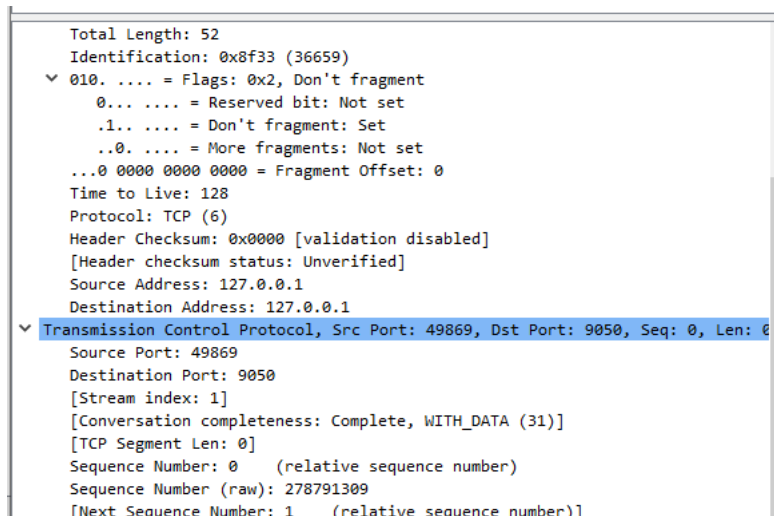 Total Length: 52
Identification: 0x8f33 (36659)
010. .... = Flags: 0x2, Don't fragment
0... .... = Reserved bit: Not set
.1.. .... = Don't fragment: Set
..0. .... = More fragments: Not set
...0 0000 0000 0000 = Fragment Offset: 0
Time to Live: 128
Protocol: TCP (6)
Header Checksum: 0x0000 [validation disabled]
[Header checksum status: Unverified]
Source Address: 127.0.0.1
Destination Address: 127.0.0.1
Transmission Control Protocol, Src Port: 49869, Dst Port: 9050, Seq: 0, Len: 0
Source Port: 49869
Destination Port: 9050
[Stream index: 1]
[Conversation completeness: Complete, WITH_DATA (31)]
[TCP Segment Len: 0]
Sequence Number: 0    (relative sequence number)
Sequence Number (raw): 278791309
[Next Sequence Number: 1    (relative sequence number)]